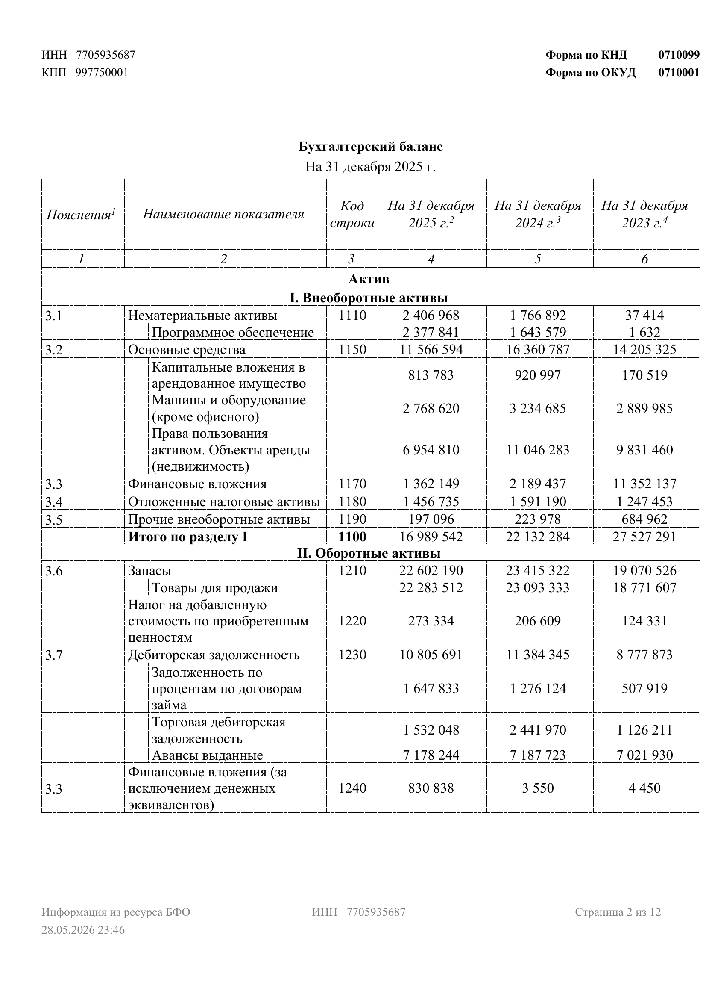 ИНН 7705935687 Форма по КНД 0710099
КПП 997750001 Форма по ОКУД 0710001
Бухгалтерский баланс
На 31 декабря 2025 г.
Пояснения1 Наименование показателя Код строки На 31 декабря 2025 г.2 На 31 декабря 2024 г.3 На 31 декабря 2023 г.4
1 2 3 4 5 6
Актив
I. Внеоборотные активы
3.1 Нематериальные активы 1110 2 406 968 1 766 892 37 414
Программное обеспечение 2 377 841 1 643 579 1 632
3.2 Основные средства 1150 11 566 594 16 360 787 14 205 325
Капитальные вложения в
арендованное имущество 813 783 920 997 170 519
Машины и оборудование
(кроме офисного) 2 768 620 3 234 685 2 889 985
Права пользования
активом. Объекты аренды 6 954 810 11 046 283 9 831 460
(недвижимость)
3.3 Финансовые вложения 1170 1 362 149 2 189 437 11 352 137
3.4 Отложенные налоговые активы 1180 1 456 735 1 591 190 1 247 453
3.5 Прочие внеоборотные активы 1190 197 096 223 978 684 962
Итого по разделу I 1100 16 989 542 22 132 284 27 527 291
II. Оборотные активы
3.6 Запасы 1210 22 602 190 23 415 322 19 070 526
Товары для продажи 22 283 512 23 093 333 18 771 607
Налог на добавленную
стоимость по приобретенным 1220 273 334 206 609 124 331
ценностям
3.7 Дебиторская задолженность 1230 10 805 691 11 384 345 8 777 873
Задолженность по
процентам по договорам 1 647 833 1 276 124 507 919
займа
Торговая дебиторская
задолженность 1 532 048 2 441 970 1 126 211
Авансы выданные 7 178 244 7 187 723 7 021 930
Финансовые вложения (за
3.3 исключением денежных 1240 830 838 3 550 4 450
эквивалентов)
Информация из ресурса БФО ИНН 7705935687 Страница 2 из 12
28.05.2026 23:46